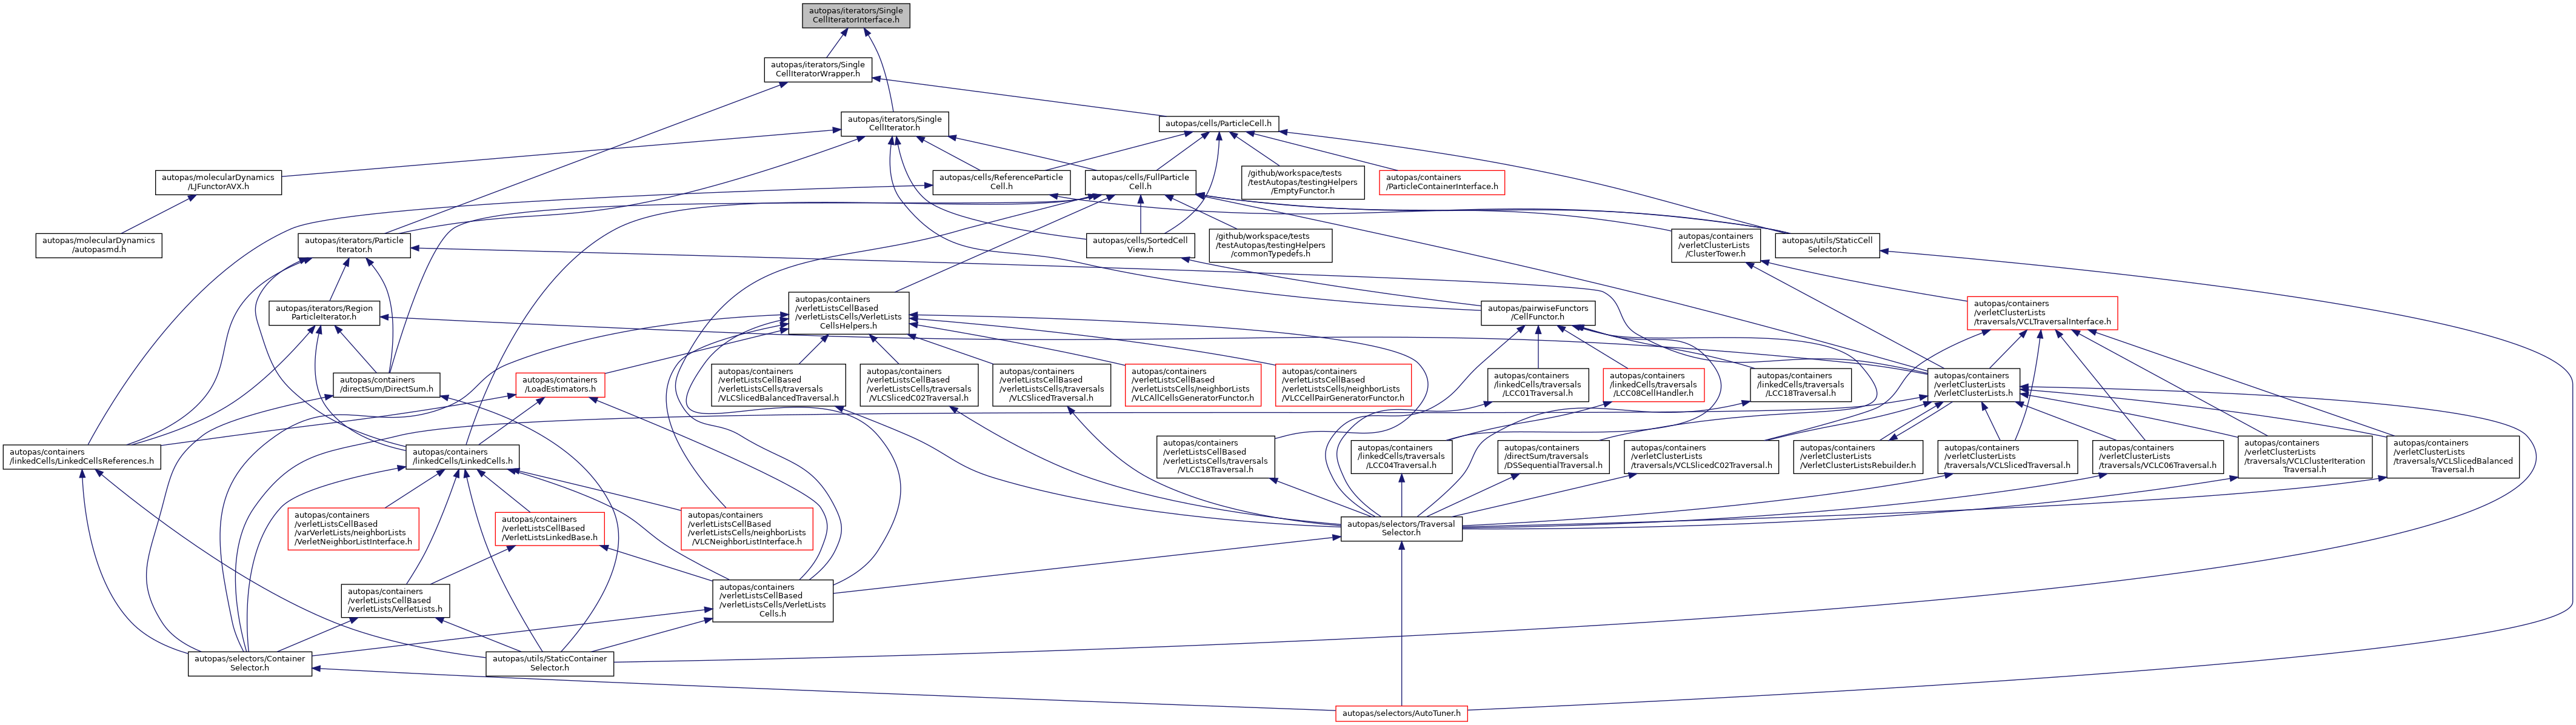 autopas/iterators/Single
CellIteratorInterface.h
autopas/iterators/Single
CellIteratorWrapper.h
autopas/iterators/Single
CellIterator.h
autopas/cells/ParticleCell.h
autopas/molecularDynamics
/LJFunctorAVX.h
autopas/cells/ReferenceParticle
Cell.h
autopas/cells/FullParticle
Cell.h
/github/workspace/tests
/testAutopas/testingHelpers
/EmptyFunctor.h
autopas/containers
/ParticleContainerInterface.h
autopas/molecularDynamics
/autopasmd.h
autopas/iterators/Particle
Iterator.h
autopas/cells/SortedCell
View.h
/github/workspace/tests
/testAutopas/testingHelpers
/commonTypedefs.h
autopas/containers
/verletClusterLists
/ClusterTower.h
autopas/utils/StaticCell
Selector.h
autopas/iterators/Region
ParticleIterator.h
autopas/containers
/verletListsCellBased
/verletListsCells/VerletLists
CellsHelpers.h
autopas/pairwiseFunctors
/CellFunctor.h
autopas/containers
/verletClusterLists
/traversals/VCLTraversalInterface.h
autopas/containers
/directSum/DirectSum.h
autopas/containers
/LoadEstimators.h
autopas/containers
/verletListsCellBased
/verletListsCells/traversals
/VLCSlicedBalancedTraversal.h
autopas/containers
/verletListsCellBased
/verletListsCells/traversals
/VLCSlicedC02Traversal.h
autopas/containers
/verletListsCellBased
/verletListsCells/traversals
/VLCSlicedTraversal.h
autopas/containers
/verletListsCellBased
/verletListsCells/neighborLists
/VLCAllCellsGeneratorFunctor.h
autopas/containers
/verletListsCellBased
/verletListsCells/neighborLists
/VLCCellPairGeneratorFunctor.h
autopas/containers
/linkedCells/traversals
/LCC01Traversal.h
autopas/containers
/linkedCells/traversals
/LCC08CellHandler.h
autopas/containers
/linkedCells/traversals
/LCC18Traversal.h
autopas/containers
/verletClusterLists
/VerletClusterLists.h
autopas/containers
/linkedCells/LinkedCellsReferences.h
autopas/containers
/linkedCells/LinkedCells.h
autopas/containers
/verletListsCellBased
/verletListsCells/traversals
/VLCC18Traversal.h
autopas/containers
/linkedCells/traversals
/LCC04Traversal.h
autopas/containers
/directSum/traversals
/DSSequentialTraversal.h
autopas/containers
/verletClusterLists
/traversals/VCLSlicedC02Traversal.h
autopas/containers
/verletClusterLists
/VerletClusterListsRebuilder.h
autopas/containers
/verletClusterLists
/traversals/VCLSlicedTraversal.h
autopas/containers
/verletClusterLists
/traversals/VCLC06Traversal.h
autopas/containers
/verletClusterLists
/traversals/VCLClusterIteration
Traversal.h
autopas/containers
/verletClusterLists
/traversals/VCLSlicedBalanced
Traversal.h
autopas/containers
/verletListsCellBased
/varVerletLists/neighborLists
/VerletNeighborListInterface.h
autopas/containers
/verletListsCellBased
/VerletListsLinkedBase.h
autopas/containers
/verletListsCellBased
/verletListsCells/neighborLists
/VLCNeighborListInterface.h
autopas/selectors/Traversal
Selector.h
autopas/containers
/verletListsCellBased
/verletLists/VerletLists.h
autopas/containers
/verletListsCellBased
/verletListsCells/VerletLists
Cells.h
autopas/selectors/Container
Selector.h
autopas/utils/StaticContainer
Selector.h
autopas/selectors/AutoTuner.h